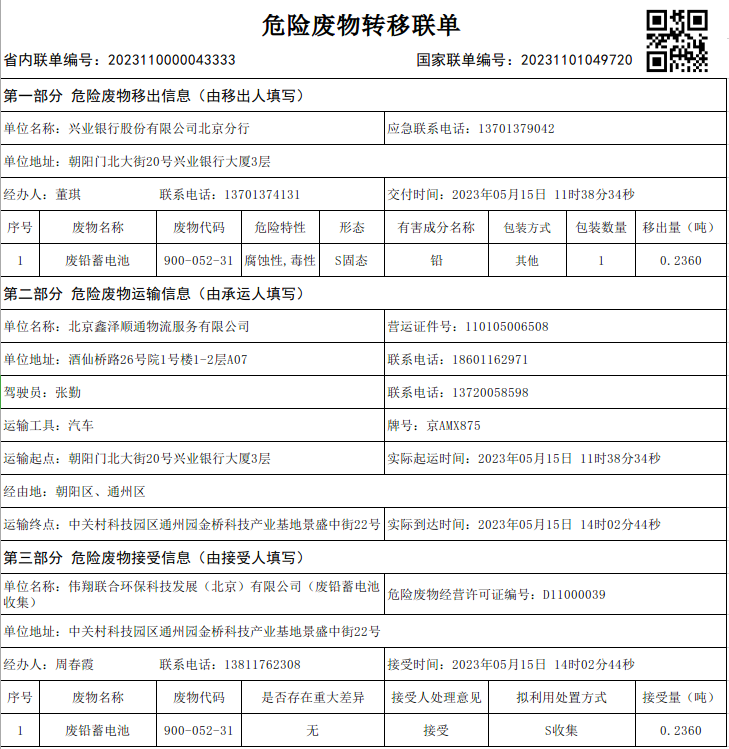 危险废物转移联单
省内联单编号：2023110000043333 国家联单编号：20231101049720
第一部分 危险废物移出信息（由移出人填写）
单位名称：兴业银行股份有限公司北京分行 应急联系电话：13701379042
单位地址：朝阳门北大街20号兴业银行大厦3层
经办人：董琪 联系电话：13701374131 交付时间：2023年05月15日 11时38分34秒
序号 废物名称 废物代码 危险特性 形态 有害成分名称 包装方式 包装数量 移出量（吨）
1 废铅蓄电池 900-052-31 腐蚀性,毒性 S固态 铅 其他 1 0.2360
第二部分 危险废物运输信息（由承运人填写）
单位名称：北京鑫泽顺通物流服务有限公司 营运证件号：110105006508
单位地址：酒仙桥路26号院1号楼1-2层A07 联系电话：18601162971
驾驶员：张勤 联系电话：13720058598
运输工具：汽车 牌号：京AMX875
运输起点：朝阳门北大街20号兴业银行大厦3层 实际起运时间：2023年05月15日 11时38分34秒
经由地：朝阳区、通州区
运输终点：中关村科技园区通州园金桥科技产业基地景盛中街22号 实际到达时间：2023年05月15日 14时02分44秒
第三部分 危险废物接受信息（由接受人填写）
单位名称：伟翔联合环保科技发展（北京）有限公司（废铅蓄电池
收集） 危险废物经营许可证编号：D11000039
单位地址：中关村科技园区通州园金桥科技产业基地景盛中街22号
经办人：周春霞 联系电话：13811762308 接受时间：2023年05月15日 14时02分44秒
序号 废物名称 废物代码 是否存在重大差异 接受人处理意见 拟利用处置方式 接受量（吨）
1 废铅蓄电池 900-052-31 无 接受 S收集 0.2360